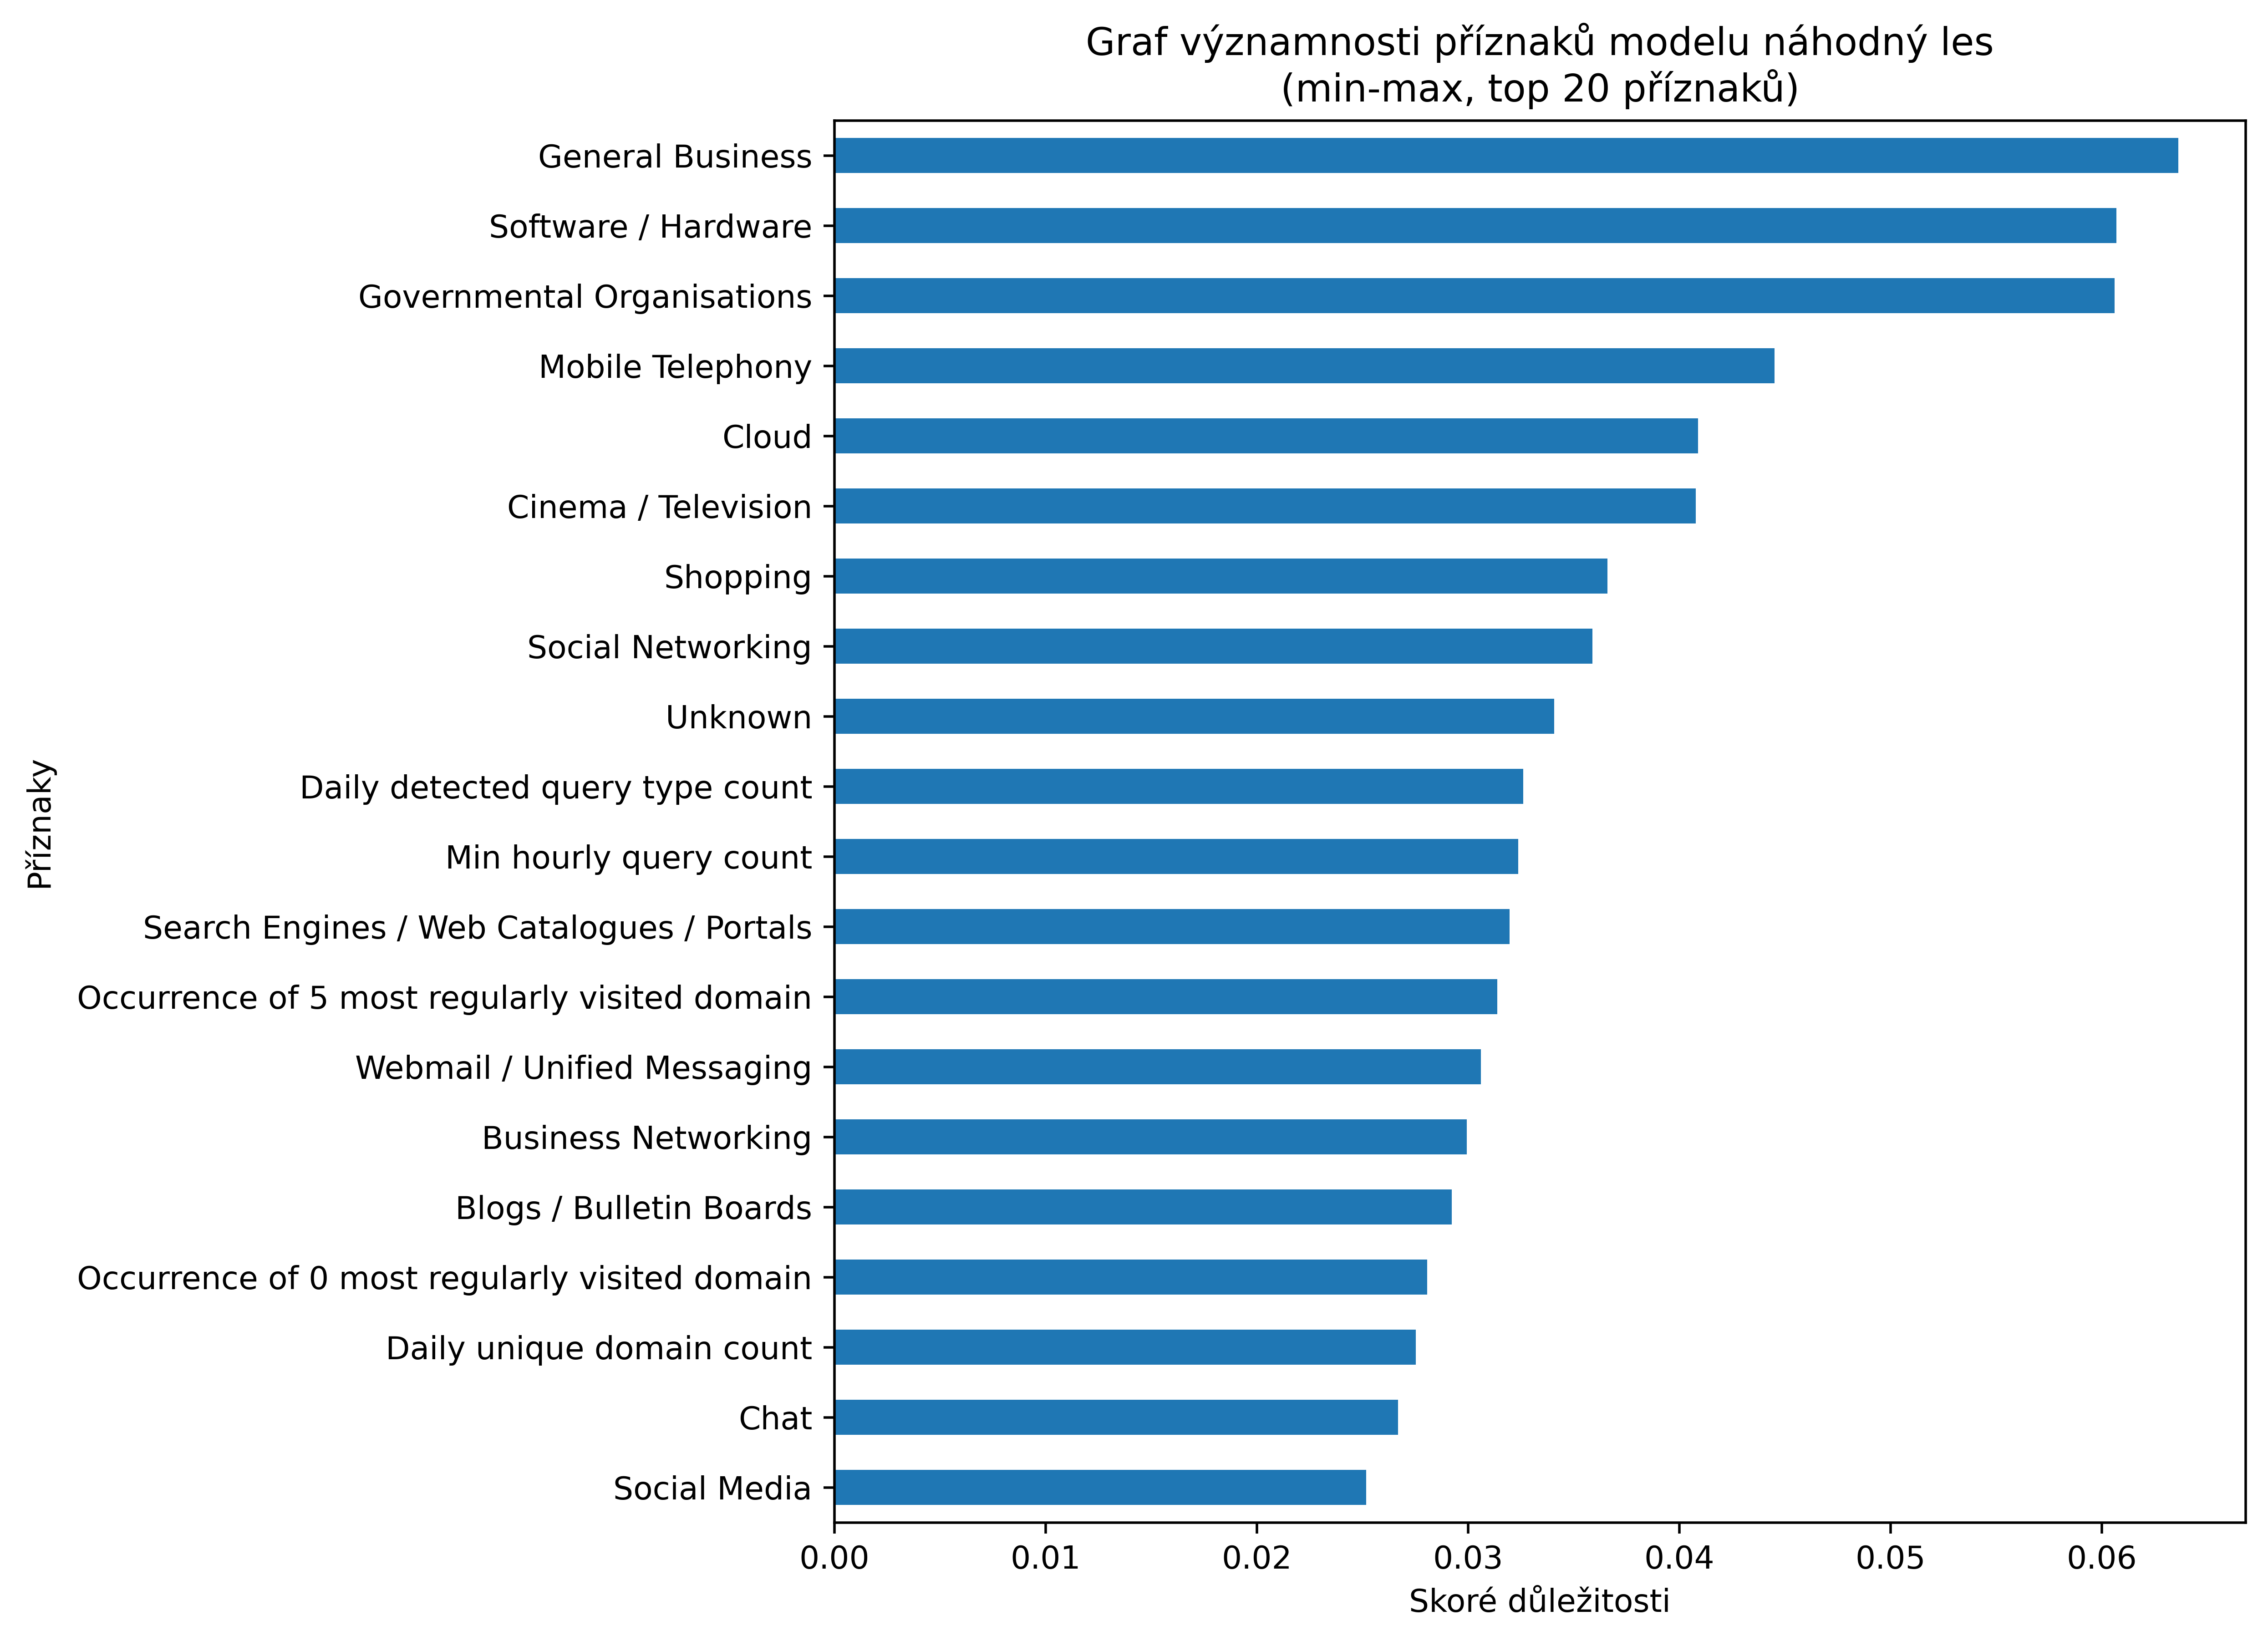 Graf významnosti příznaků modelu náhodný les
(min-max, top 20 příznaků)
General Business
Software / Hardware
Governmental Organisations
Mobile Telephony
Cloud
Cinema / Television
Shopping
Social Networking
Unknown
Daily detected query type count
Min hourly query count
Search Engines / Web Catalogues / Portals
Occurrence of 5 most regularly visited domain
Webmail / Unified Messaging
Business Networking
Blogs / Bulletin Boards
Occurrence of 0 most regularly visited domain
Daily unique domain count
Chat
Social Media
Příznaky
0.00 0.01 0.02 0.03 0.04 0.05 0.06
Skoré důležitosti